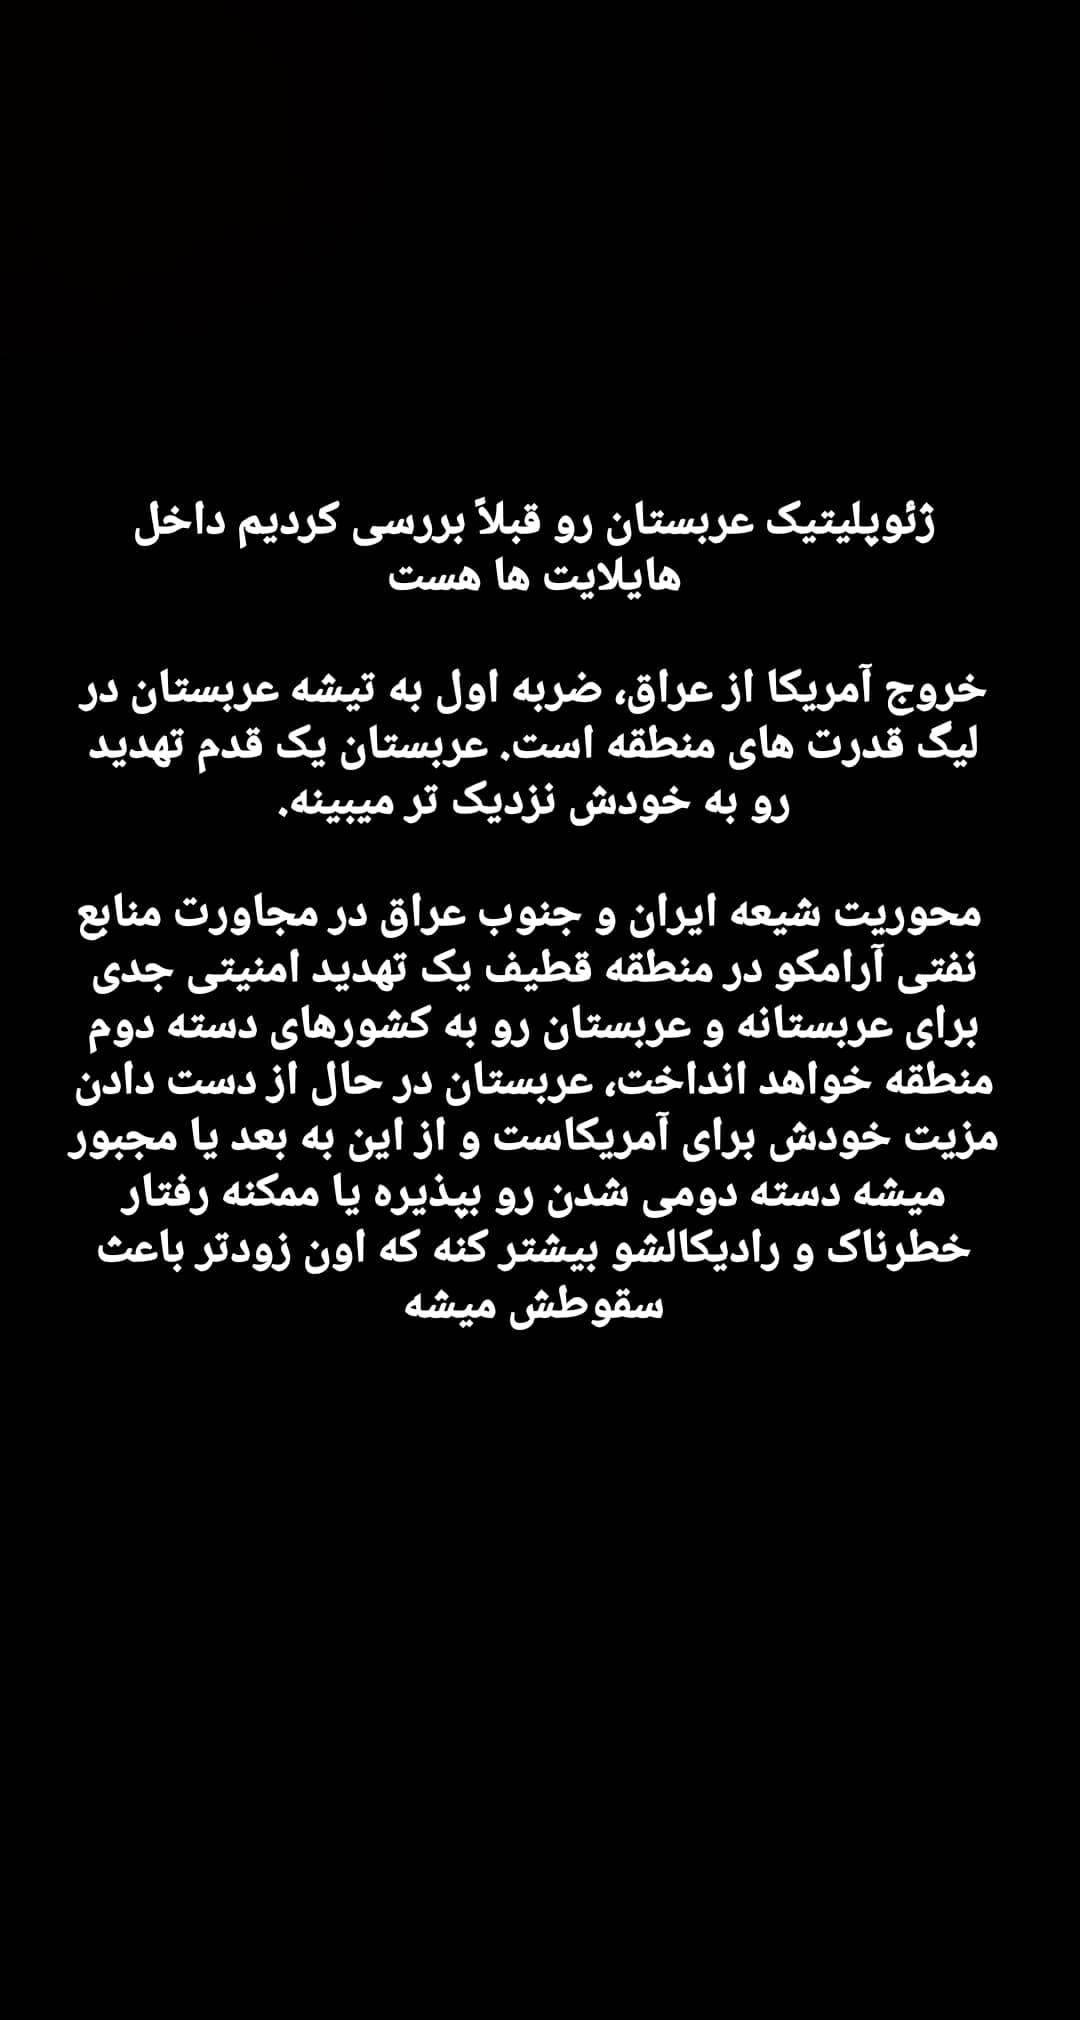 ژئوپلیتیک عربستان رو قبلاً بررسی کردیم داخل
هایلایت ها هست
خروج آمریکا از عراق، ضربه اول به تیشه عربستان در
لیگ قدرت های منطقه است. عربستان یک قدم تهدید
رو به خودش نزدیک تر میبینه.
محوریت شیعه ایران و جنوب عراق در مجاورت منابع
نفتی آرامکو در منطقه قطیف یک تهدید امنیتی جدی
برای عربستانه و عربستان رو به کشورهای دسته دوم
منطقه خواهد انداخت، عربستان در حال از دست دادن
مزیت خودش برای آمریکاست و از این به بعد یا مجبور
میشه دسته دومی شدن رو بپذیره یا ممکنه رفتار
خطرناک و رادیکالشو بیشتر کنه که اون زودتر باعث
سقوطش میشه